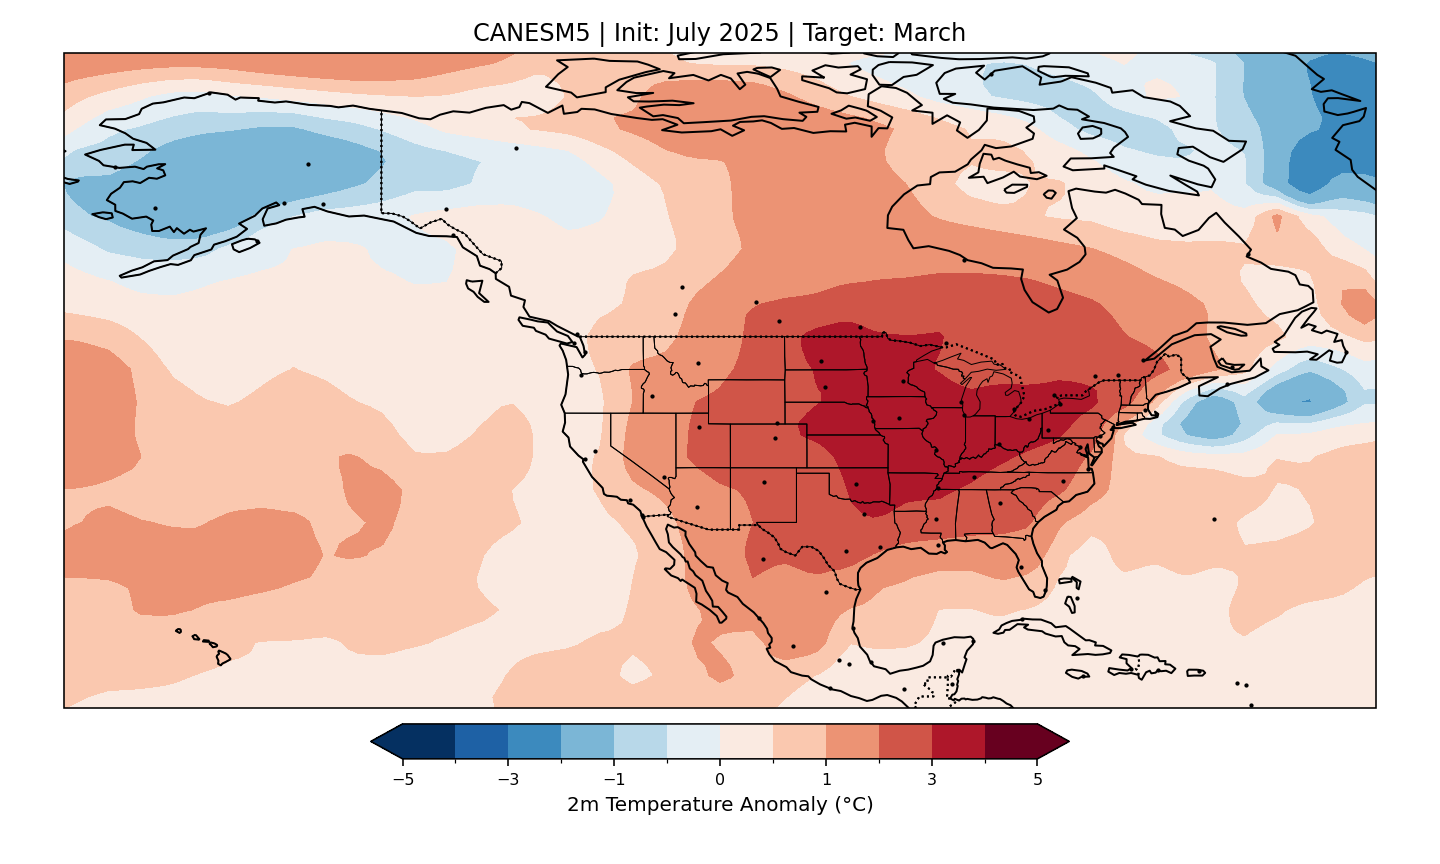 CANESM5 | Init: July 2025 | Target: March
−5 −3 −1 0 1 3 5
2m Temperature Anomaly (°C)